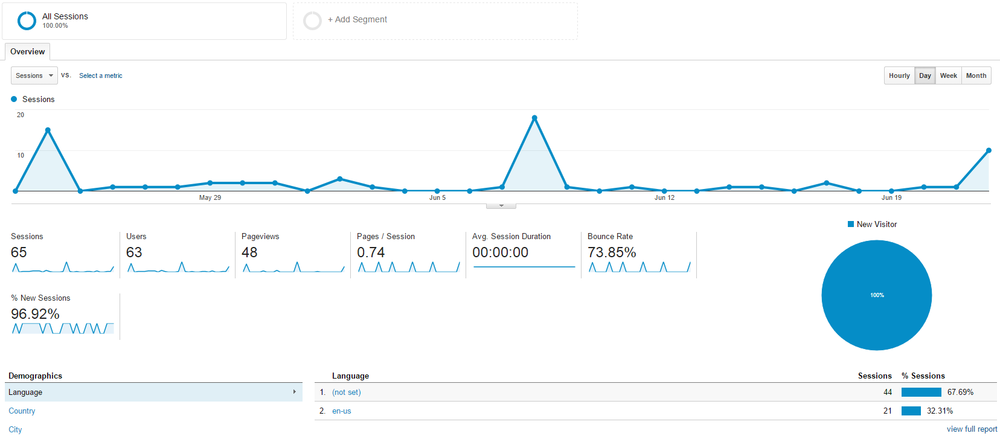 All Sessions
100.00%
+ Add Segment
Overview
Sessions vs. Select a metric
Hourly Day Week Month
Sessions
20
10
May 29 Jun 5 Jun 12 Jun 19
New Visitor
Sessions Users Pageviews Pages / Session Avg. Session Duration Bounce Rate
65 63 48 0.74 00:00:00 73.85%
100%
% New Sessions
96.92%
Demographics
Language
Country
City
Language Sessions % Sessions
1. (not set) 44 67.69%
2. en-us 21 32.31%
view full report